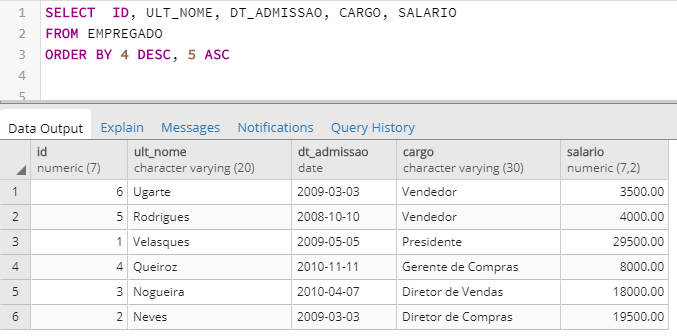 1 SELECT ID, ULT_NOME, DT_ADMISSAO, CARGO, SALARIO
2 FROM EMPREGADO
3 ORDER BY 4 DESC, 5 ASC
4
5
Data Output Explain Messages Notifications Query History
id ult_nome dt_admissao cargo salario
numeric (7) character varying (20) date character varying (30) numeric (7,2)
1 6 Ugarte 2009-03-03 Vendedor 3500.00
2 5 Rodrigues 2008-10-10 Vendedor 4000.00
3 1 Velasques 2009-05-05 Presidente 29500.00
4 4 Queiroz 2010-11-11 Gerente de Compras 8000.00
5 3 Nogueira 2010-04-07 Diretor de Vendas 18000.00
6 2 Neves 2009-03-03 Diretor de Compras 19500.00